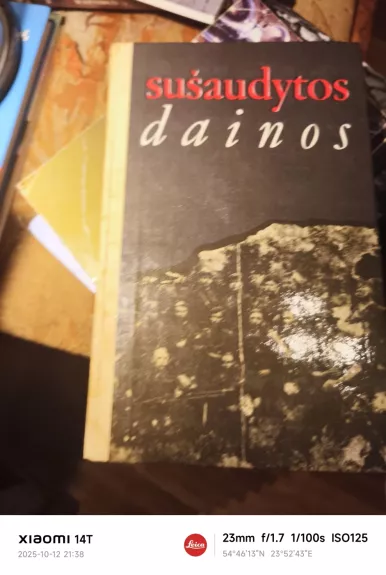 sušaudytos
dainos
xiaomi 14T
2025-10-12 21:38
Leica
23mm f/1.7 1/100s ISO125
54°46'13"N 23°52'43"E